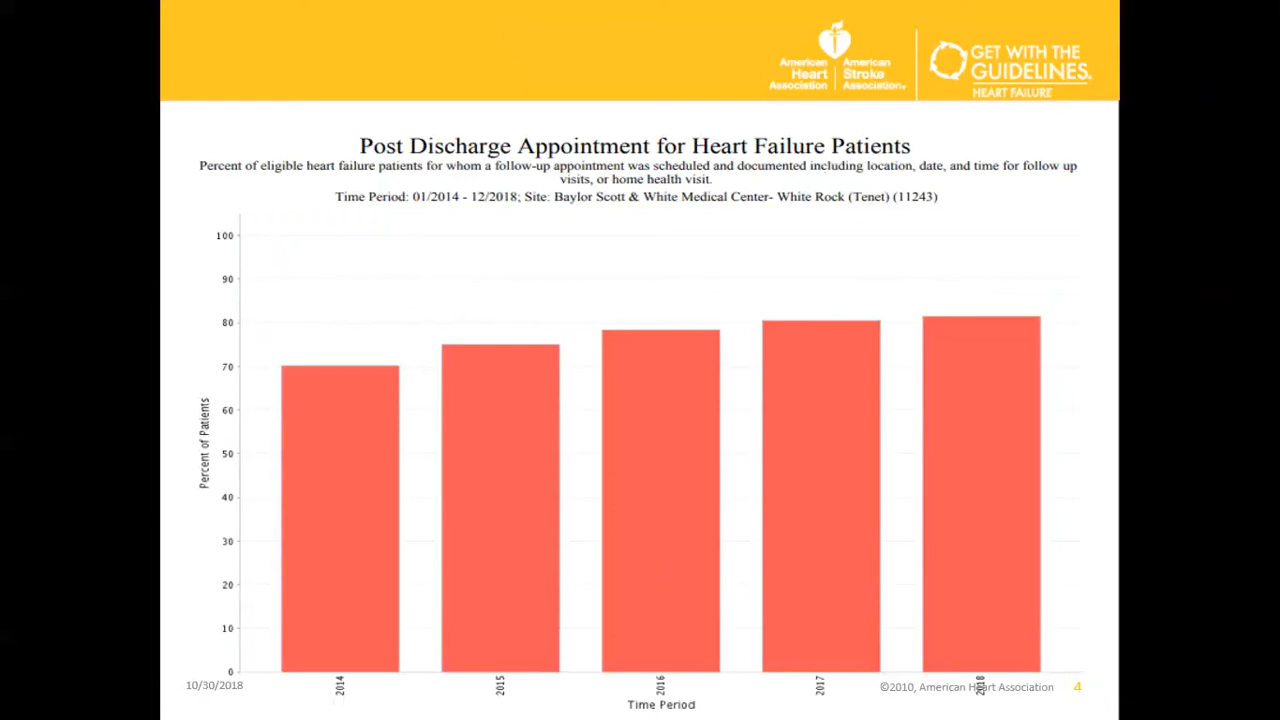 American Heart Association
American Stroke Association®
GET WITH THE
GUIDELINES®
HEART FAILURE
Post Discharge Appointment for Heart Failure Patients
Percent of eligible heart failure patients for whom a follow-up appointment was scheduled and documented including location, date, and time for follow up
visits, or home health visit.
Time Period: 01/2014 - 12/2018; Site: Baylor Scott & White Medical Center- White Rock (Tenet) (11243)
100
90
80
70
60
50
40
30
20
10
0
Percent of Patients
2014
2015
2016
2017
2018
Time Period
10/30/2018
©2010, American Heart Association
4